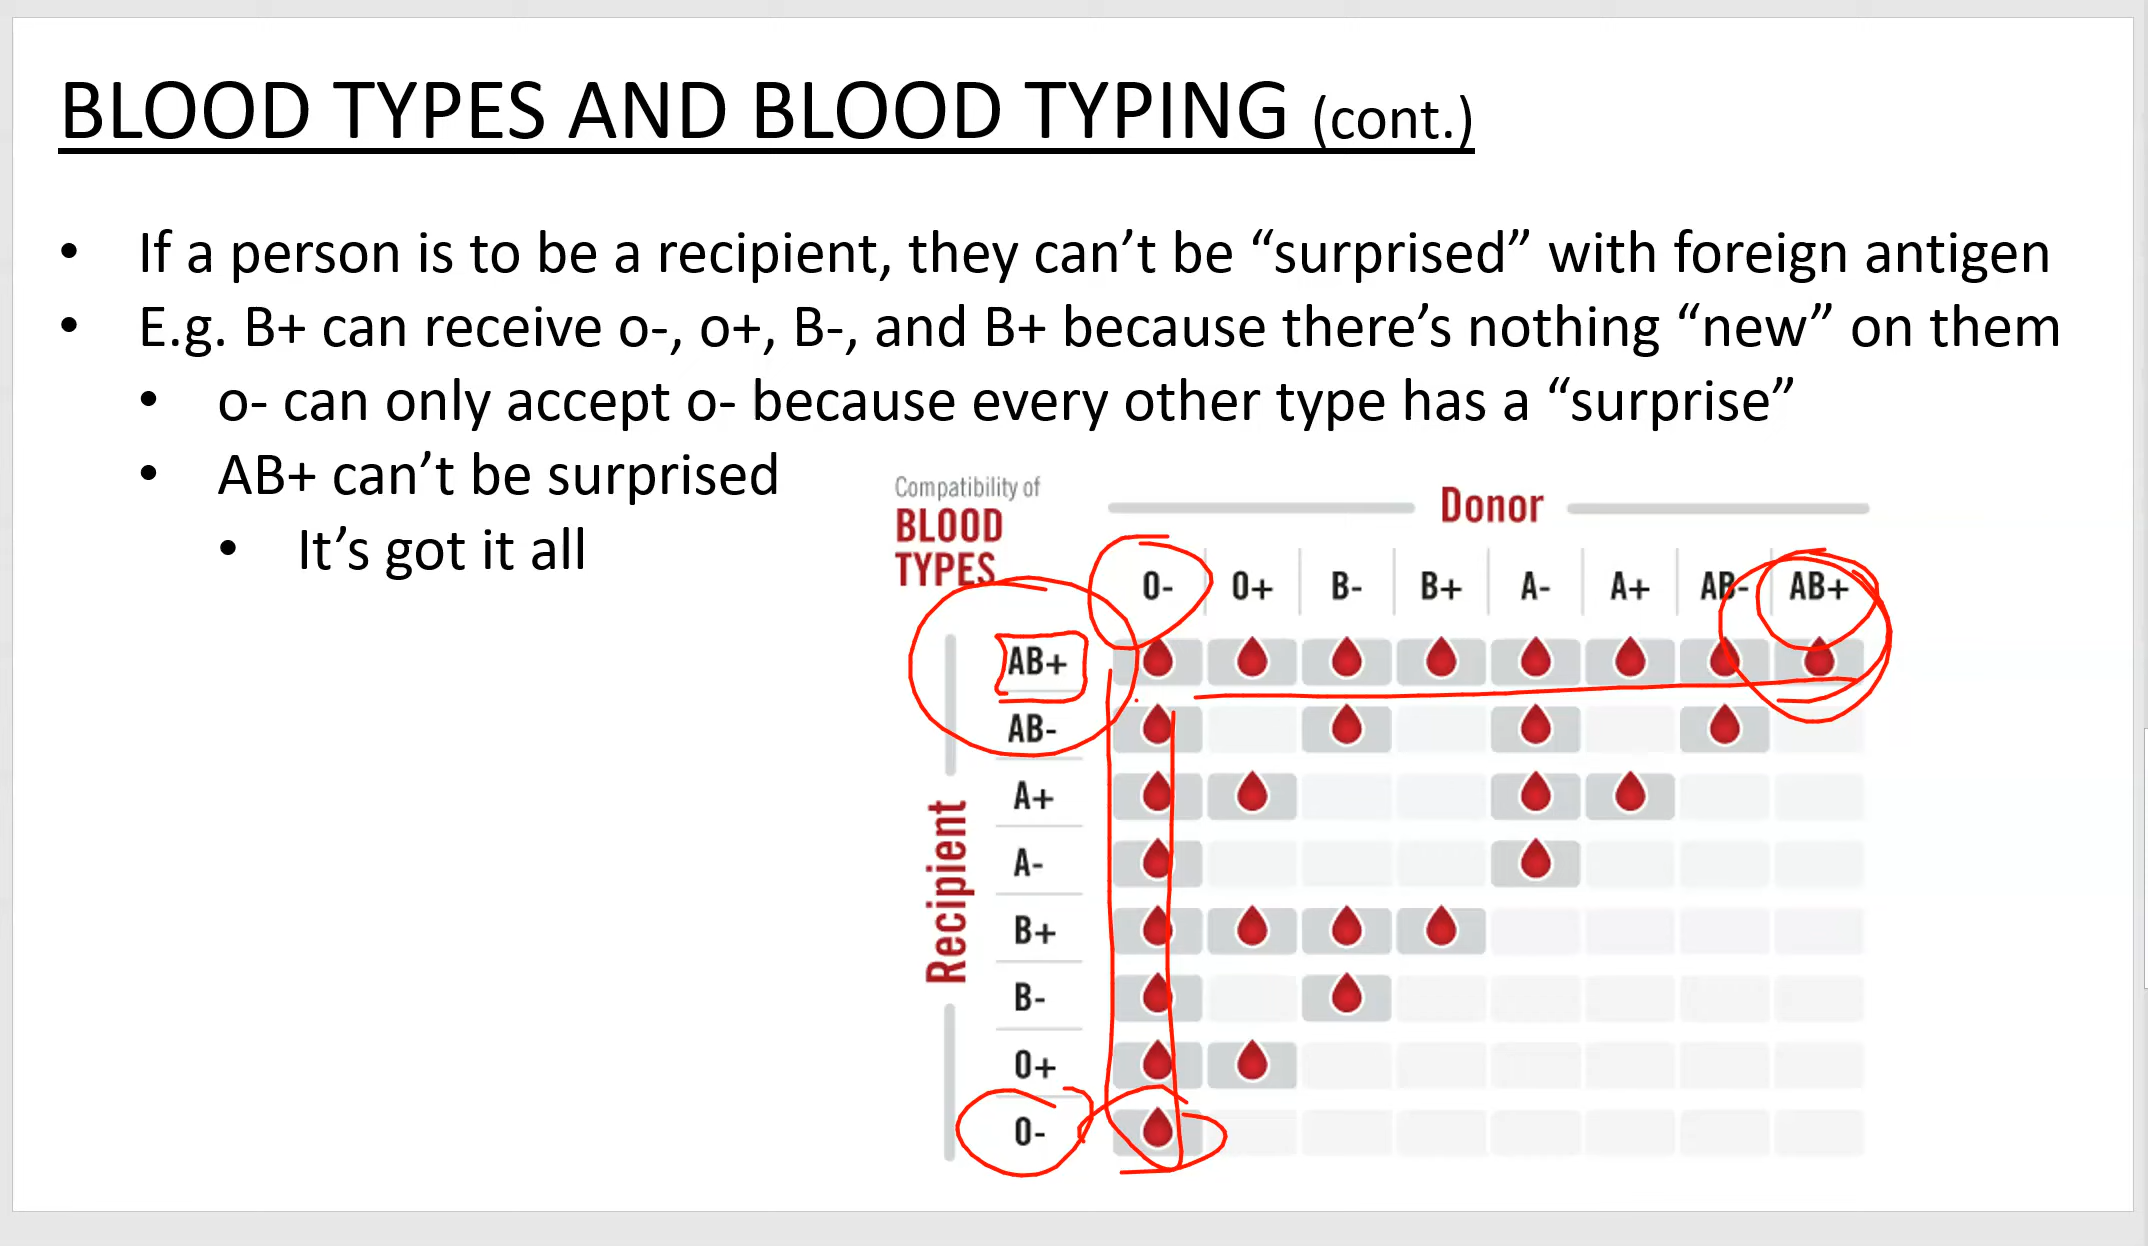 BLOOD TYPES AND BLOOD TYPING (cont.)
• If a person is to be a recipient, they can’t be “surprised” with foreign antigen
• E.g. B+ can receive o-, o+, B-, and B+ because there’s nothing “new” on them
• o- can only accept o- because every other type has a “surprise”
• AB+ can’t be surprised
• It’s got it all
Compatibility of
BLOOD
TYPES
Donor
O- O+ B- B+ A- A+ AB- AB+
Recipient
AB+
AB-
A+
A-
B+
B-
O+
O-